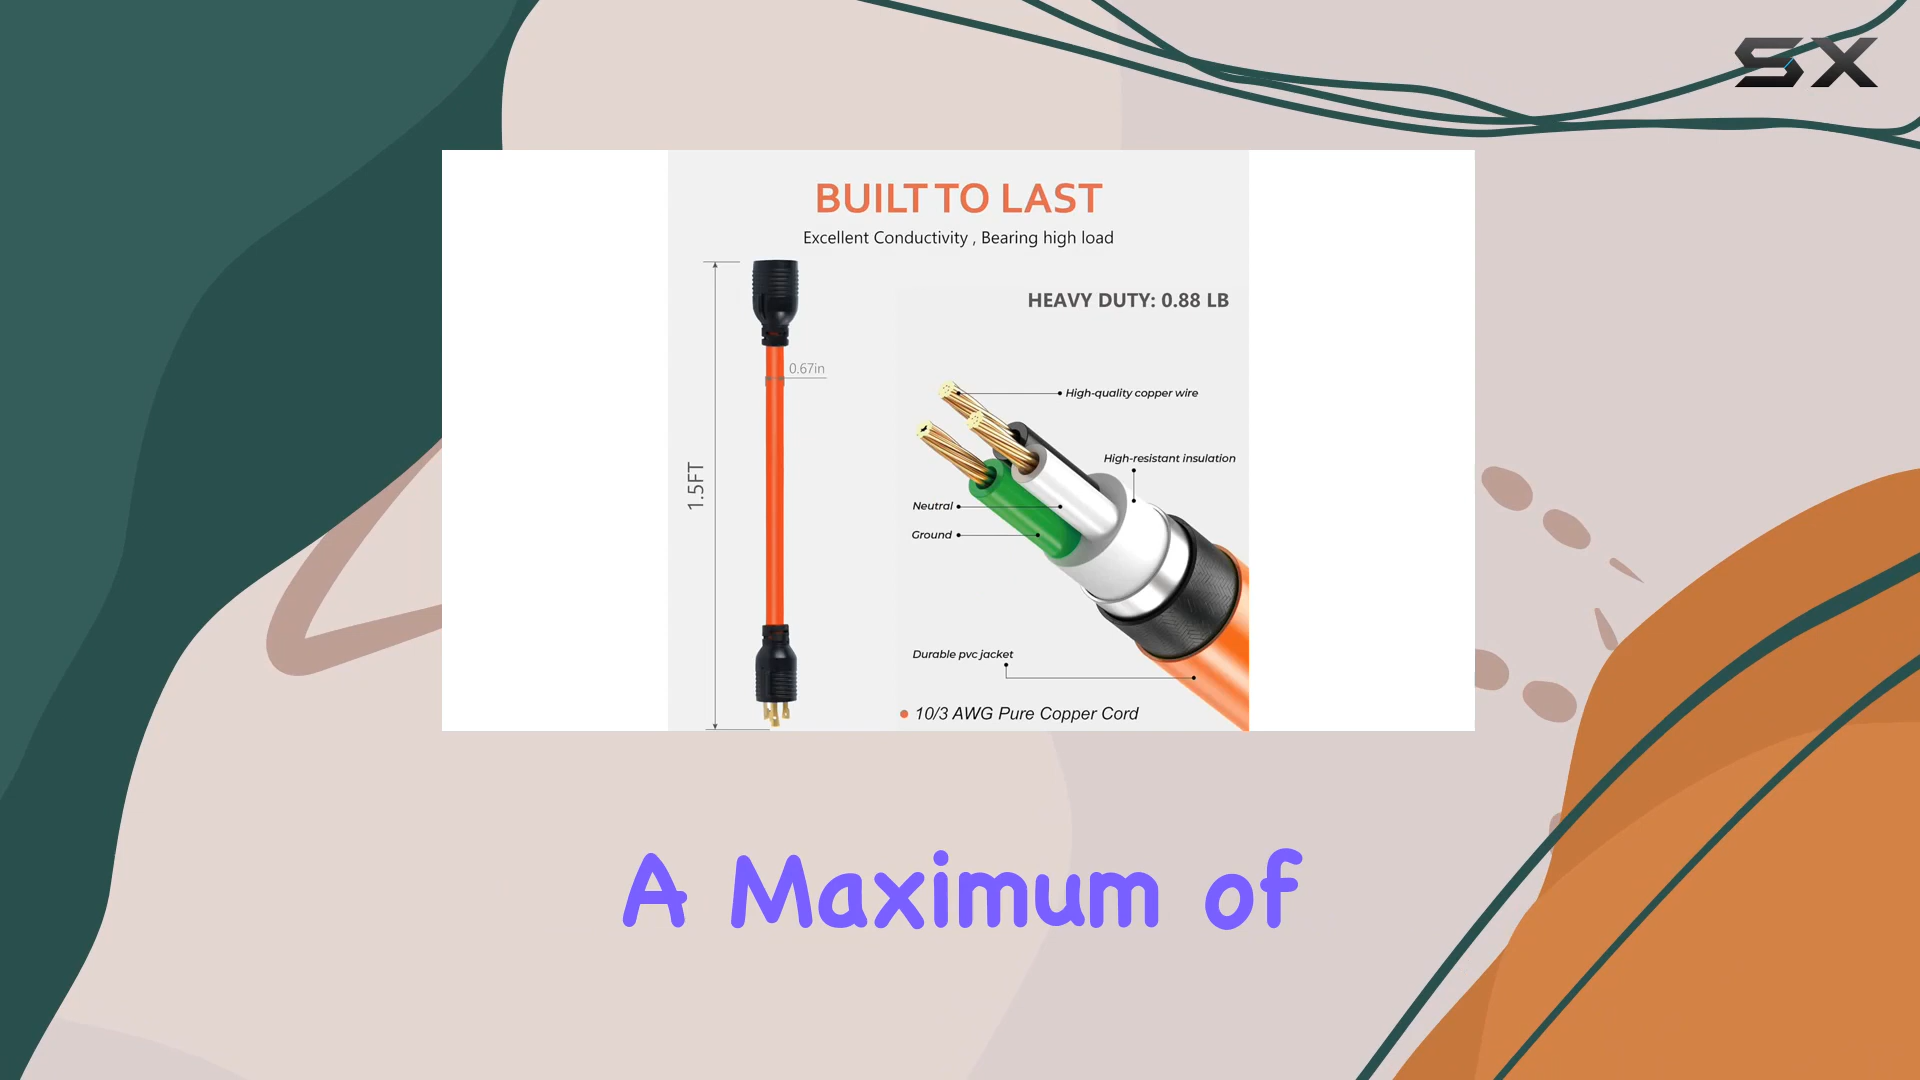 SX
BUILT TO LAST
Excellent Conductivity , Bearing high load
HEAVY DUTY: 0.88 LB
0.67in
High-quality copper wire
High-resistant insulation
1.5FT
Neutral
Ground
Durable pvc jacket
10/3 AWG Pure Copper Cord
A Maximum of